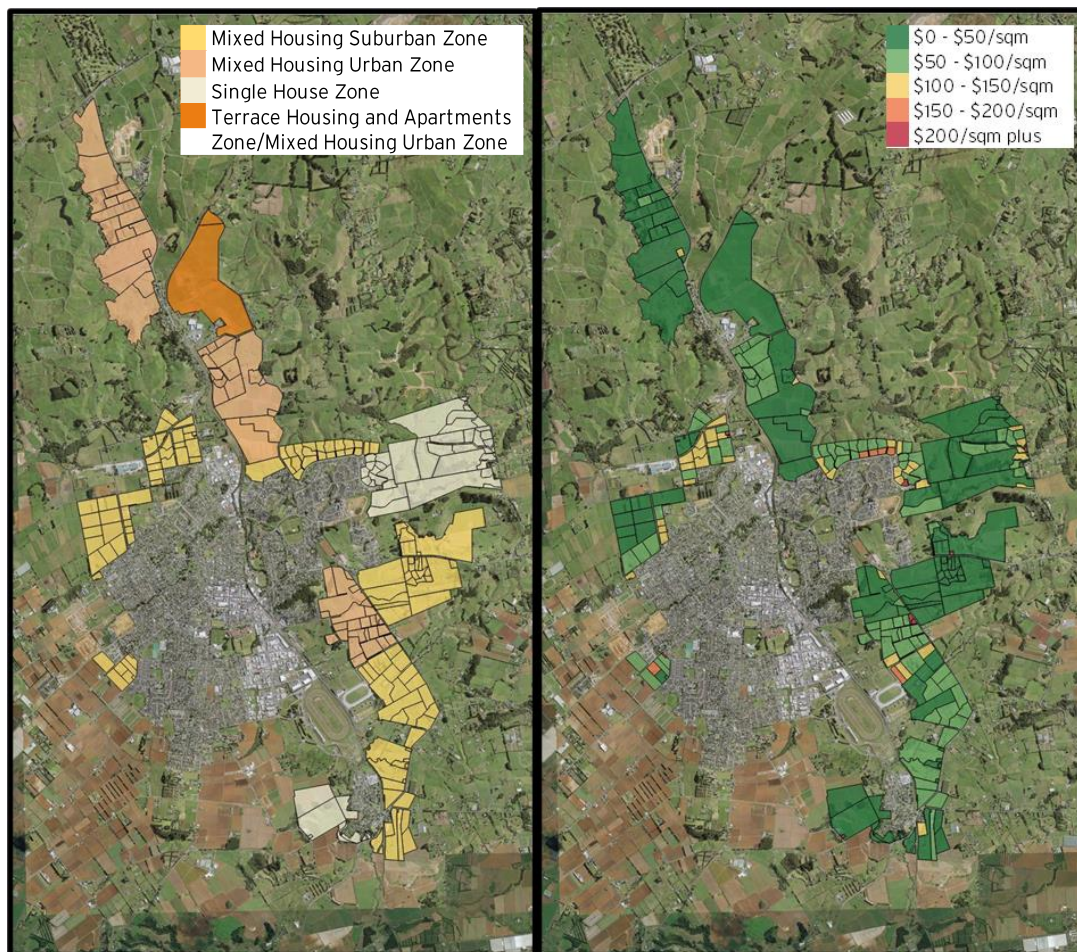 Mixed Housing Suburban Zone
Mixed Housing Urban Zone
Single House Zone
Terrace Housing and Apartments
Zone/Mixed Housing Urban Zone
$0 - $50/sqm
$50 - $100/sqm
$100 - $150/sqm
$150 - $200/sqm
$200/sqm plus